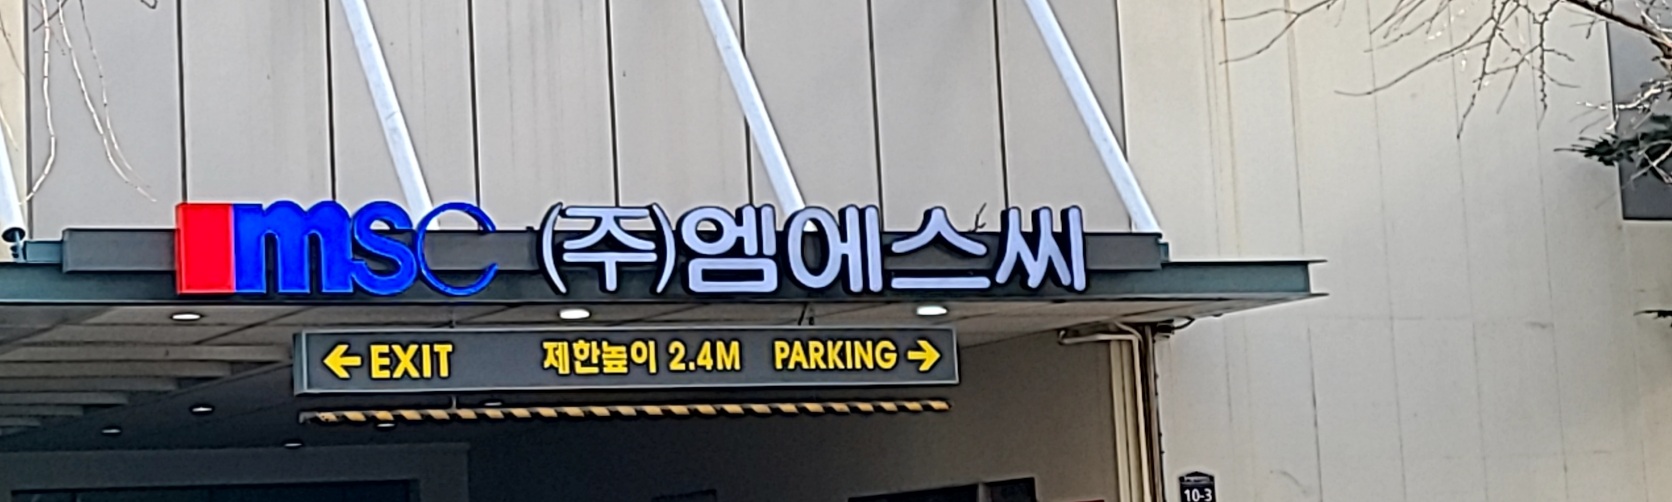 msc (주)엠에스씨
← EXIT 제한높이 2.4M PARKING →
10-3